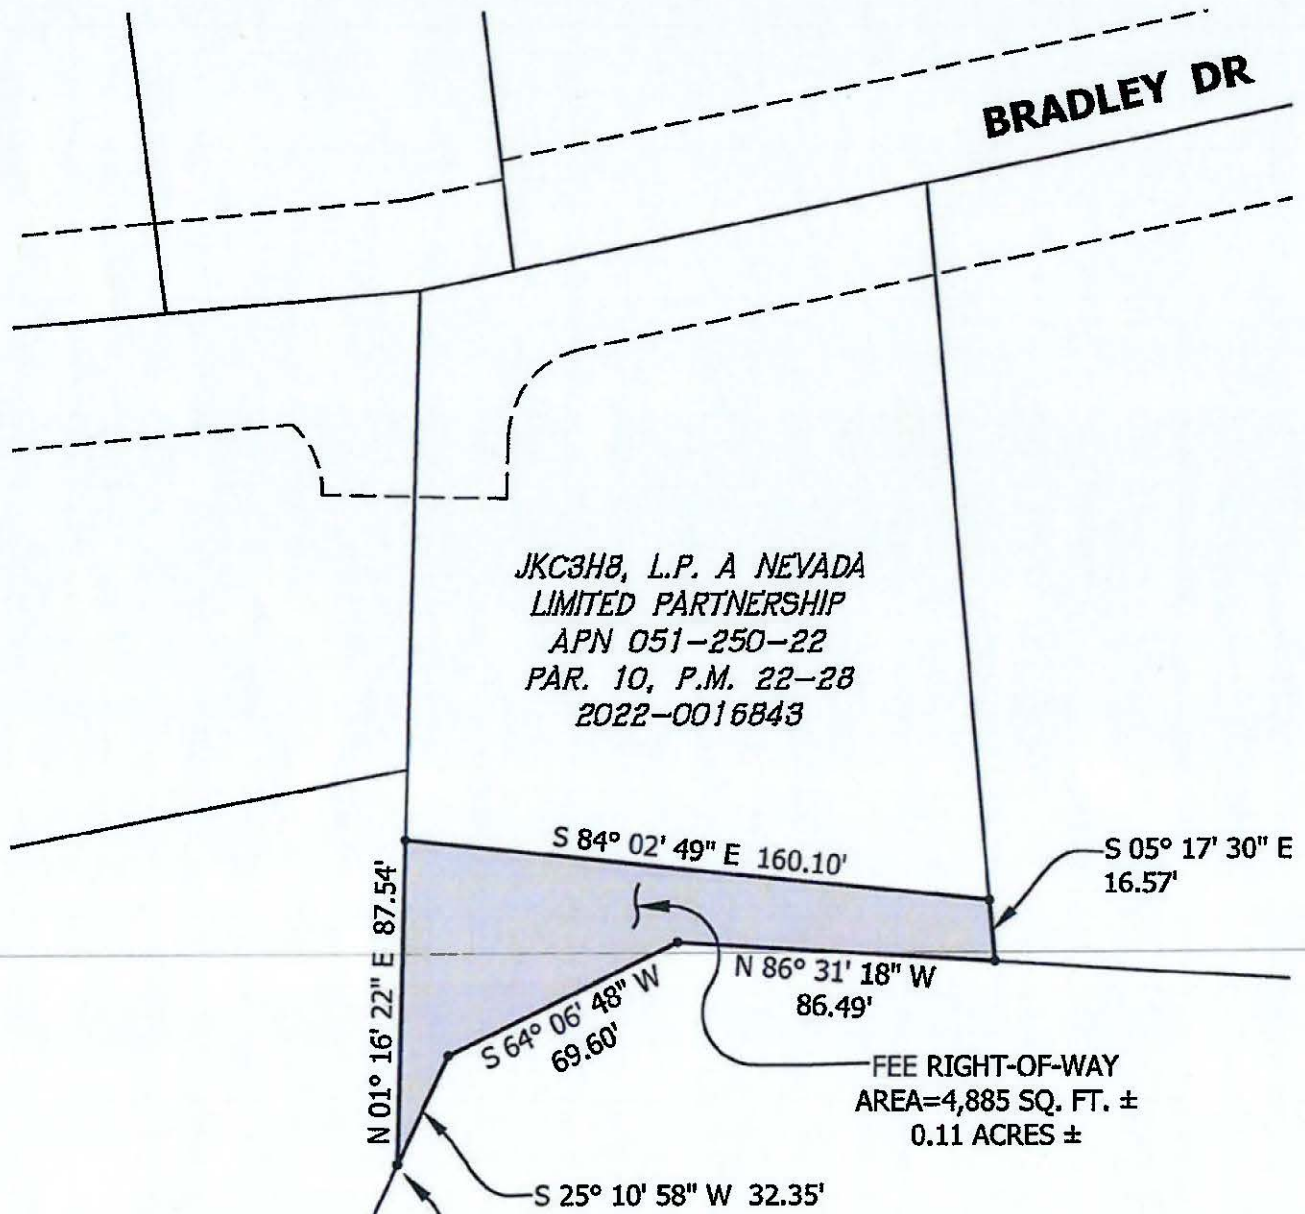 BRADLEY DR
JKC3H8, L.P. A NEVADA
LIMITED PARTNERSHIP
APN 051-250-22
PAR. 10, P.M. 22-28
2022-0016843
S 84° 02' 49" E 160.10'
S 05° 17' 30" E
16.57'
N 01° 16' 22" E 87.54'
N 86° 31' 18" W
86.49'
S 64° 06' 48" W
69.60'
FEE RIGHT-OF-WAY
AREA=4,885 SQ. FT. ±
0.11 ACRES ±
S 25° 10' 58" W 32.35'